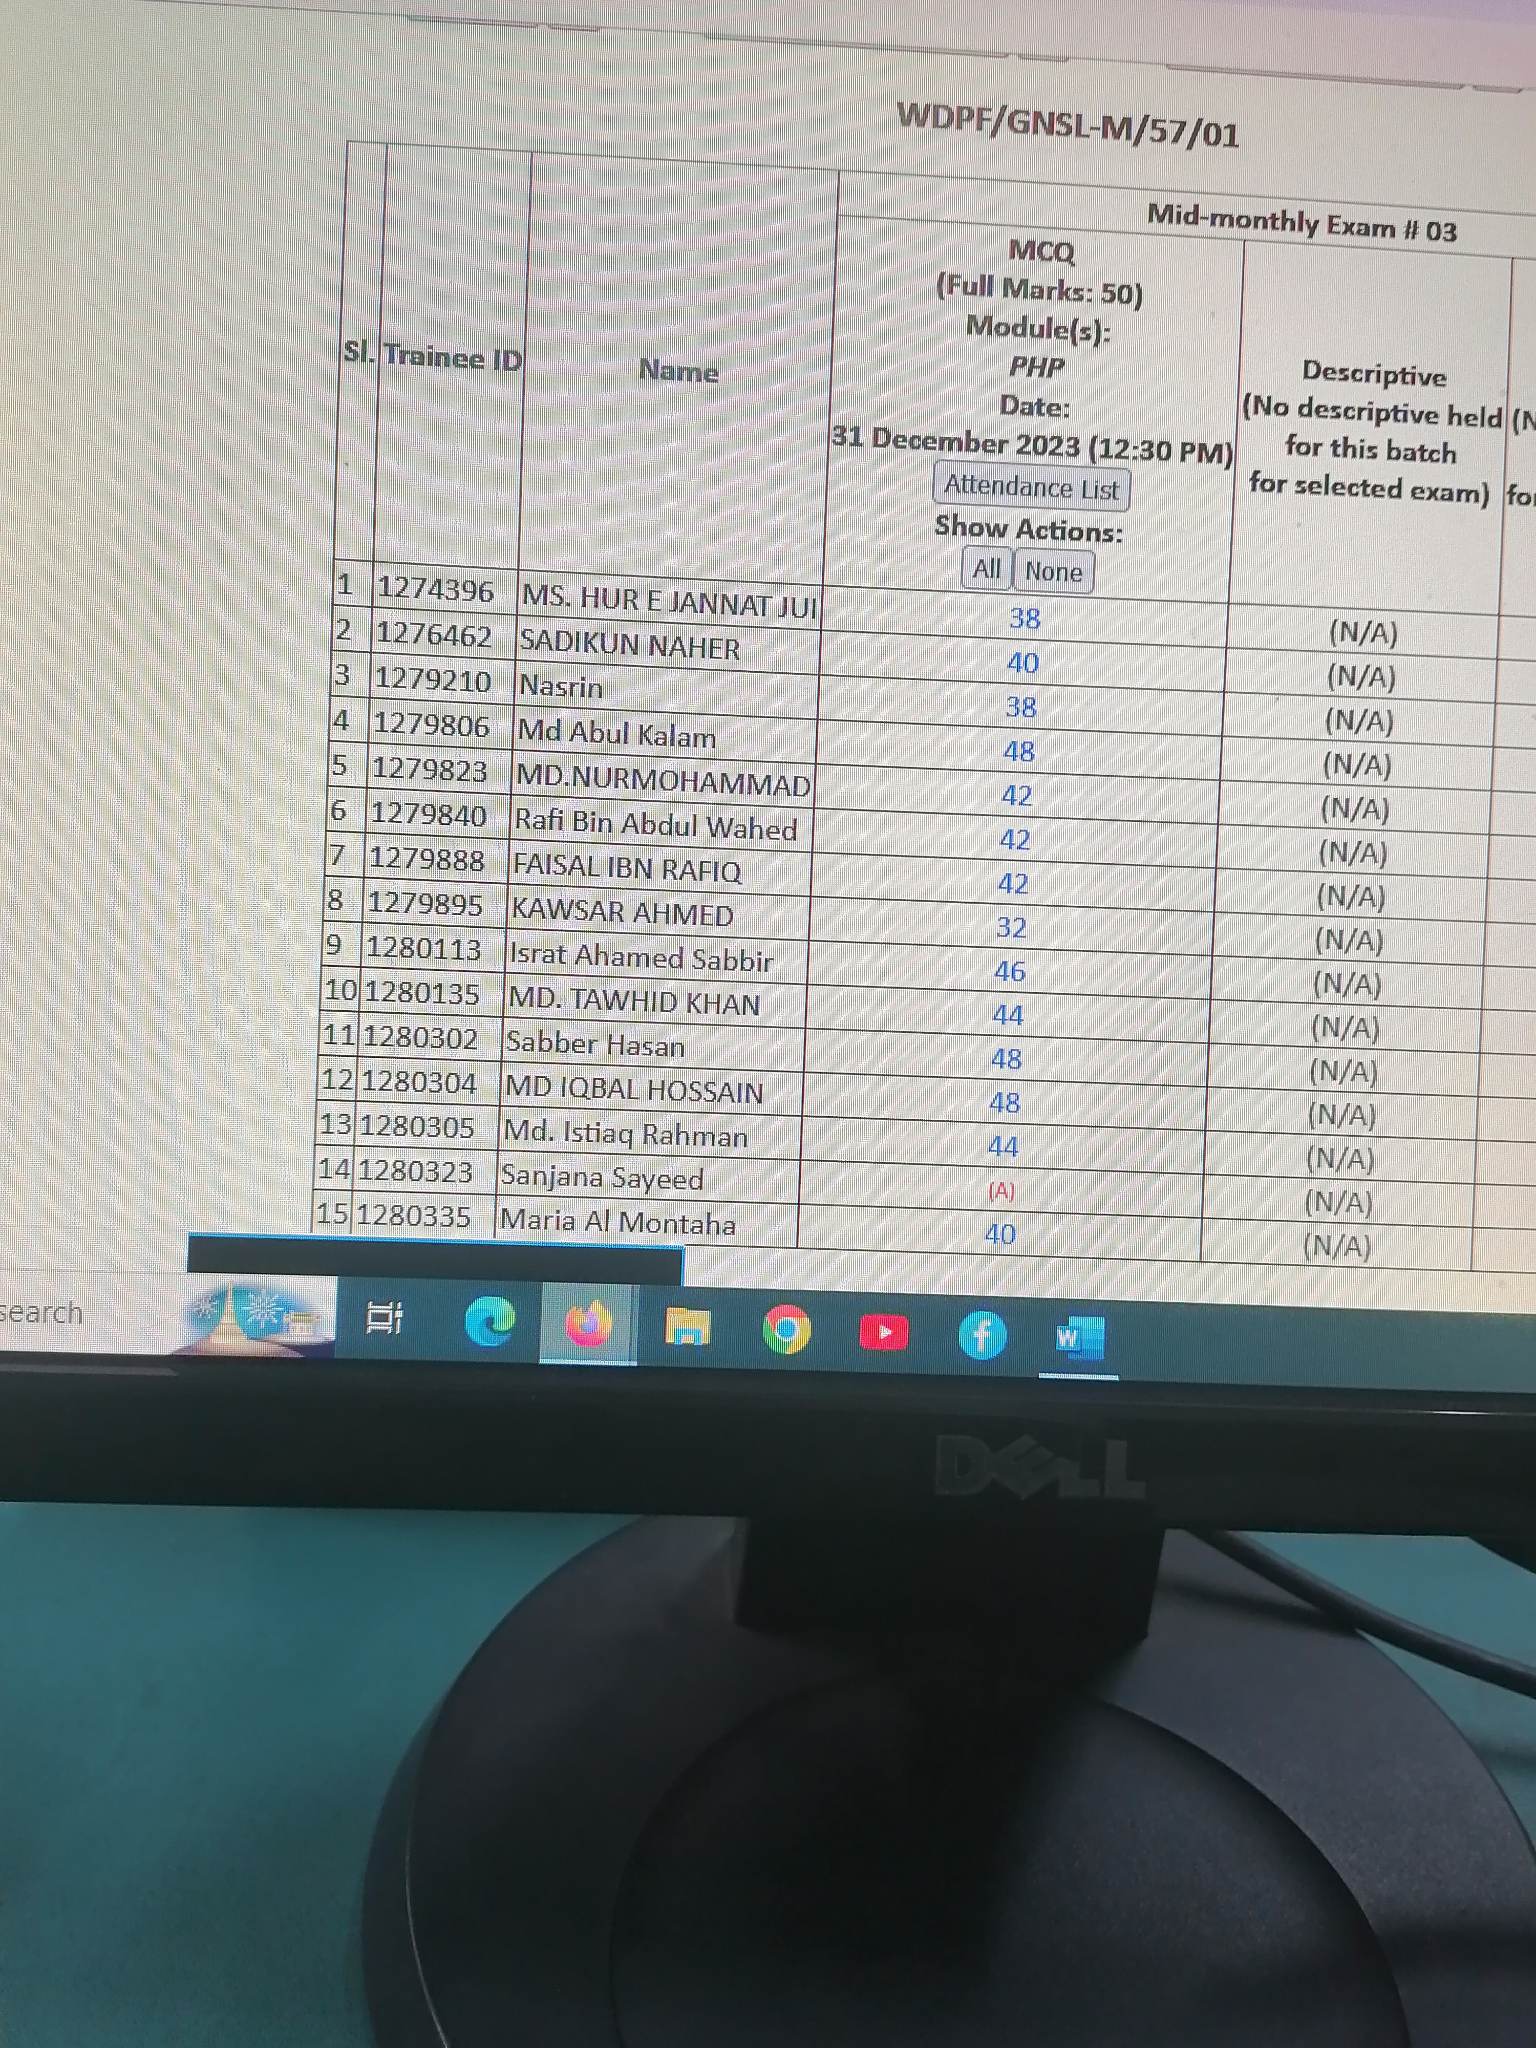 WDPF/GNSL-M/57/01
Mid-monthly Exam # 03
Sl. Trainee ID Name
MCQ
(Full Marks: 50)
Module(s):
PHP
Date:
31 December 2023 (12:30 PM)
Attendance List
Show Actions:
All None
Descriptive
(No descriptive held
for this batch
for selected exam)
(N
for
1 1274396 MS. HUR E JANNAT JUI 38 (N/A)
2 1276462 SADIKUN NAHER 40 (N/A)
3 1279210 Nasrin 38 (N/A)
4 1279806 Md Abul Kalam 48 (N/A)
5 1279823 MD.NURMOHAMMAD 42 (N/A)
6 1279840 Rafi Bin Abdul Wahed 42 (N/A)
7 1279888 FAISAL IBN RAFIQ 42 (N/A)
8 1279895 KAWSAR AHMED 32 (N/A)
9 1280113 Israt Ahamed Sabbir 46 (N/A)
10 1280135 MD. TAWHID KHAN 44 (N/A)
11 1280302 Sabber Hasan 48 (N/A)
12 1280304 MD IQBAL HOSSAIN 48 (N/A)
13 1280305 Md. Istiaq Rahman 44 (N/A)
14 1280323 Sanjana Sayeed (A) (N/A)
15 1280335 Maria Al Montaha 40 (N/A)
search
f
W
DELL